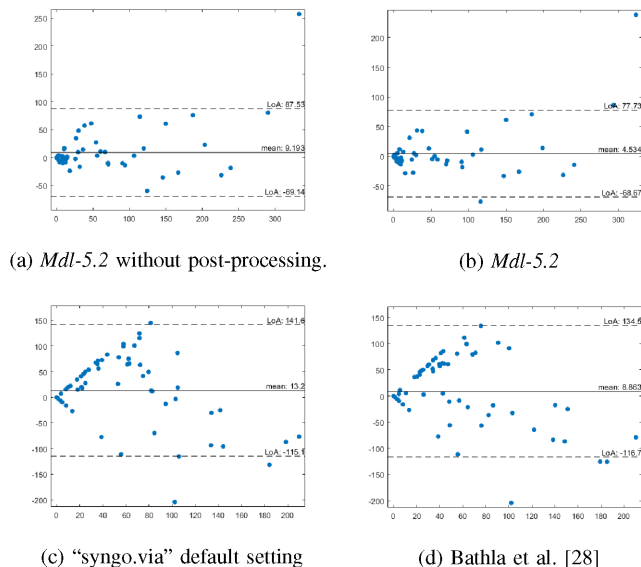 250
200
150
100
LoA: 87.53
50
mean: 9.193
0
-50
LoA: -69.14
0 50 100 150 200 250 300
(a) Mdl-5.2 without post-processing.
200
150
100
LoA: 77.73
50
mean: 4.534
0
-50
LoA: -68.67
0 50 100 150 200 250 300
(b) Mdl-5.2
150
LoA: 141.6
100
50
mean: 13.2
0
-50
-100
LoA: -115.1
-150
-200
0 20 40 60 80 100 120 140 160 180 200
(c) “syngo.via” default setting
150
LoA: 134.5
100
50
mean: 8.863
0
-50
-100
LoA: -116.7
-150
-200
0 20 40 60 80 100 120 140 160 180 200
(d) Bathla et al. [28]